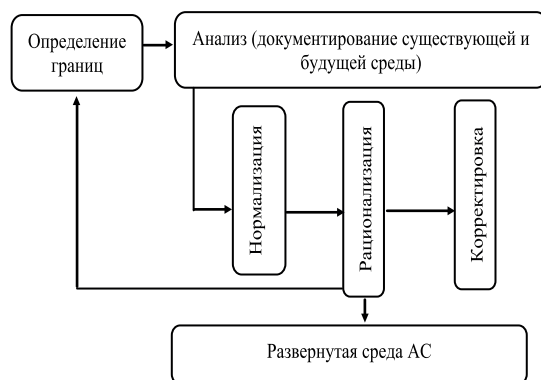 Определение
границ
Анализ (документирование существующей и
будущей среды)
Нормализация
Рационализация
Корректировка
Развернутая среда АС